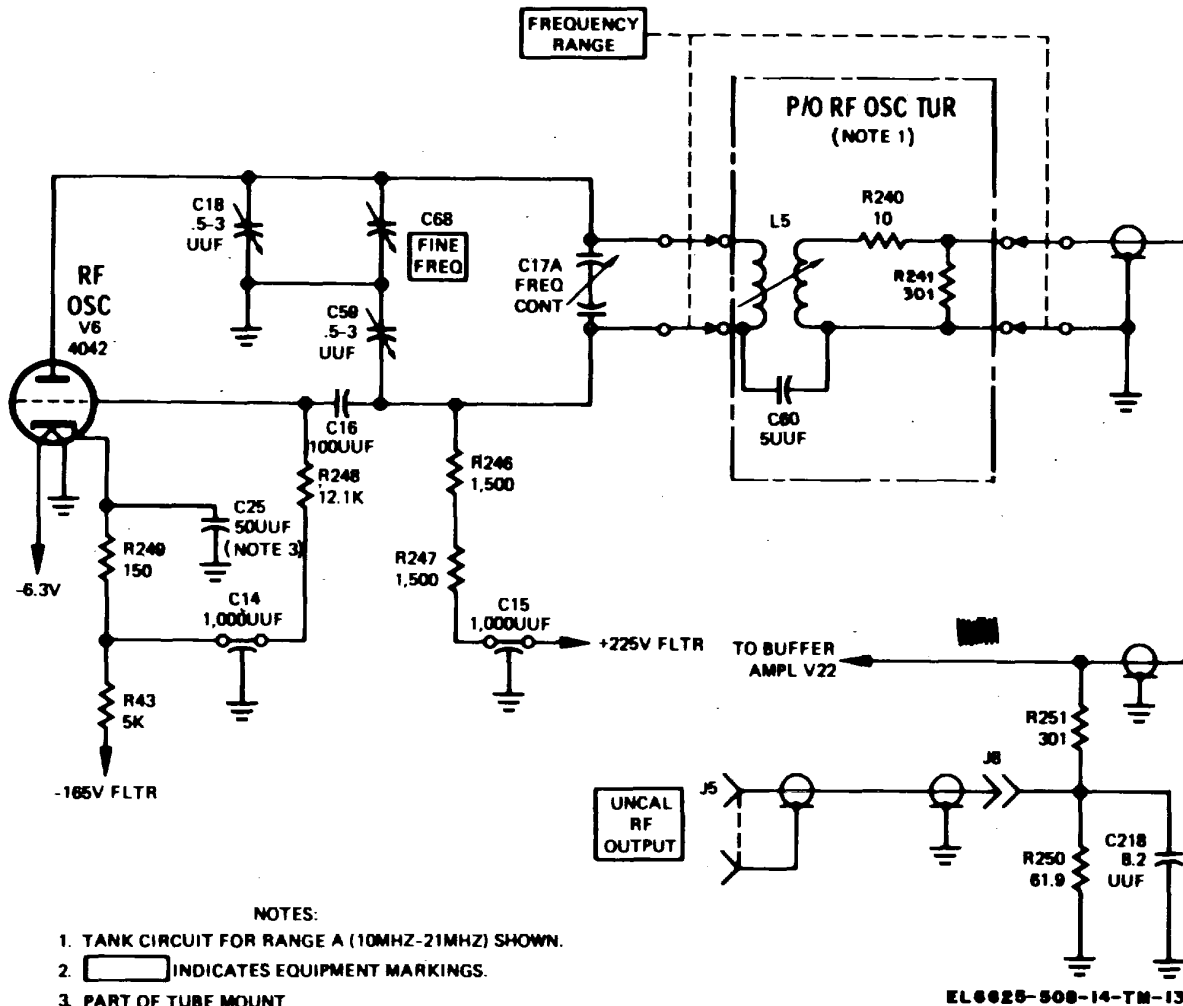 FREQUENCY
RANGE
P/O RF OSC TUR
(NOTE 1)
C18
.5-3
UUF
C68
FINE
FREQ
C17A
FREQ
CONT
L5
R240
10
R241
301
RF
OSC
V6
4042
C59
.5-3
UUF
C60
5UUF
C16
100UUF
R248
12.1K
R246
1,500
C25
50UUF
(NOTE 3)
R249
150
-6.3V
R247
1,500
C14
1,000UUF
C15
1,000UUF
+225V FLTR
TO BUFFER
AMPL V22
R43
5K
-165V FLTR
R251
301
J5
J6
UNCAL
RF
OUTPUT
R250
61.9
C218
8.2
UUF
NOTES:
1. TANK CIRCUIT FOR RANGE A (10MHZ-21MHZ) SHOWN.
2. INDICATES EQUIPMENT MARKINGS.
3. PART OF TUBE MOUNT
EL6625-508-14-TM-13